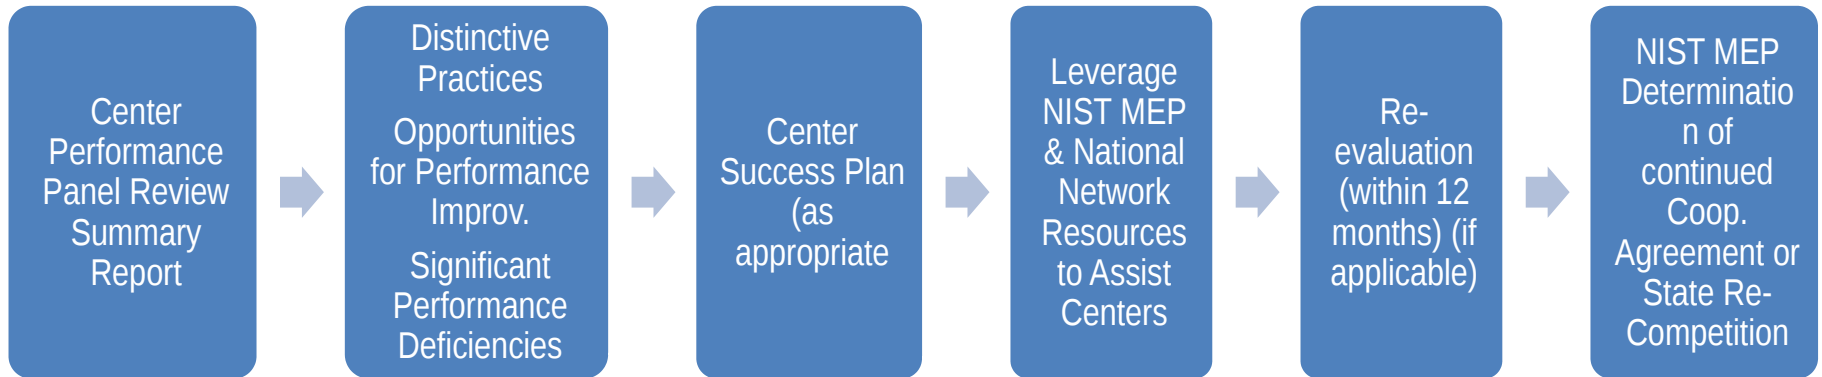 Center
Performance
Panel Review
Summary
Report
Distinctive
Practices
Opportunities
for Performance
Improv.
Significant
Performance
Deficiencies
Center
Success Plan
(as
appropriate
Leverage
NIST MEP
& National
Network
Resources
to Assist
Centers
Re-
evaluation
(within 12
months) (if
applicable)
NIST MEP
Determinatio
n of
continued
Coop.
Agreement or
State Re-
Competition